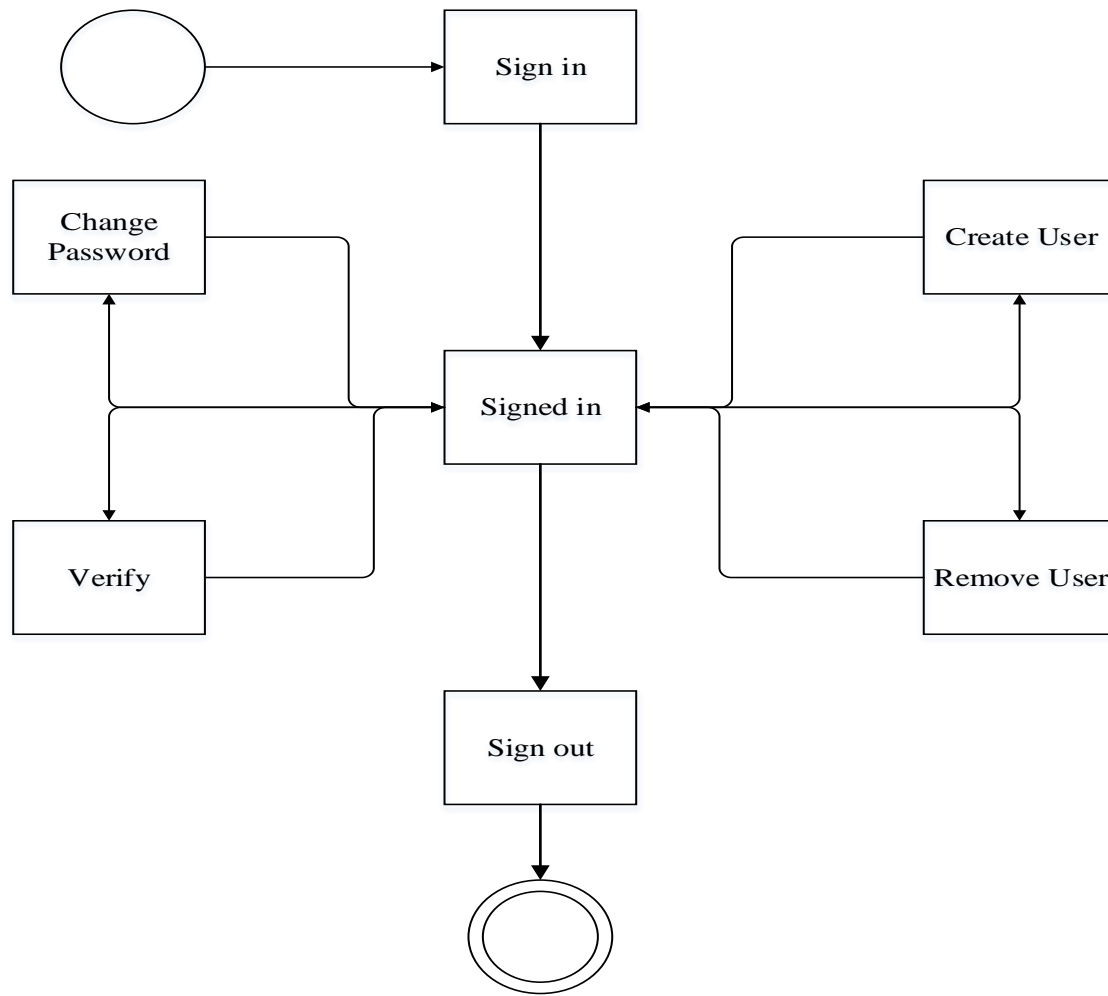 Sign in
Change
Password
Create User
Signed in
Verify
Remove User
Sign out